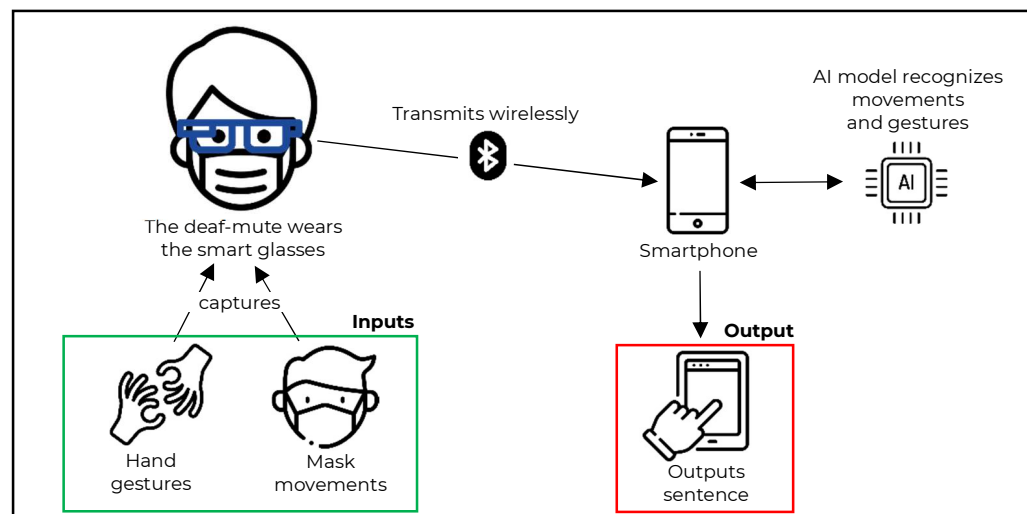 AI model recognizes
movements
and gestures
Transmits wirelessly
AI
The deaf-mute wears
the smart glasses
Smartphone
captures
Inputs
Output
Hand
gestures
Mask
movements
Outputs
sentence